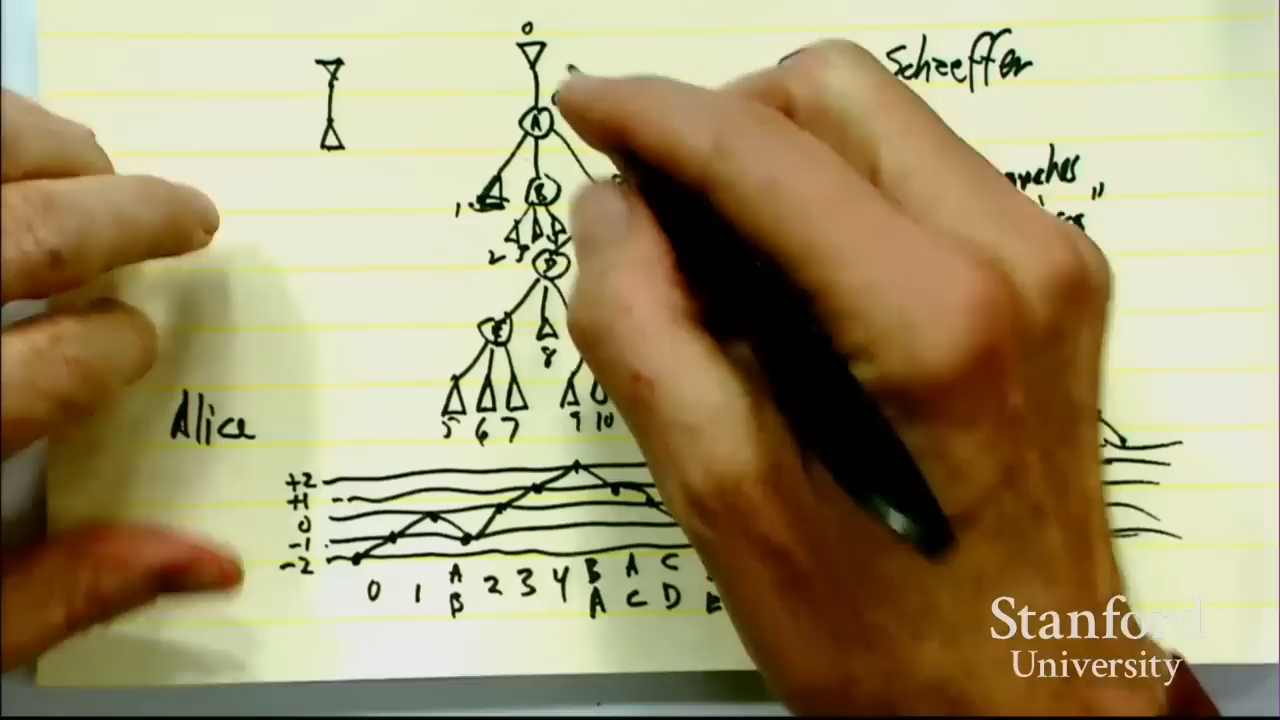 0
Schaeffer
A
1
B
2 3
D
E
8
5 6 7 9 10
Alice
+2
+1
0
-1
-2
0 1 A 2 3 4 B A C
B A C D E
Stanford
University